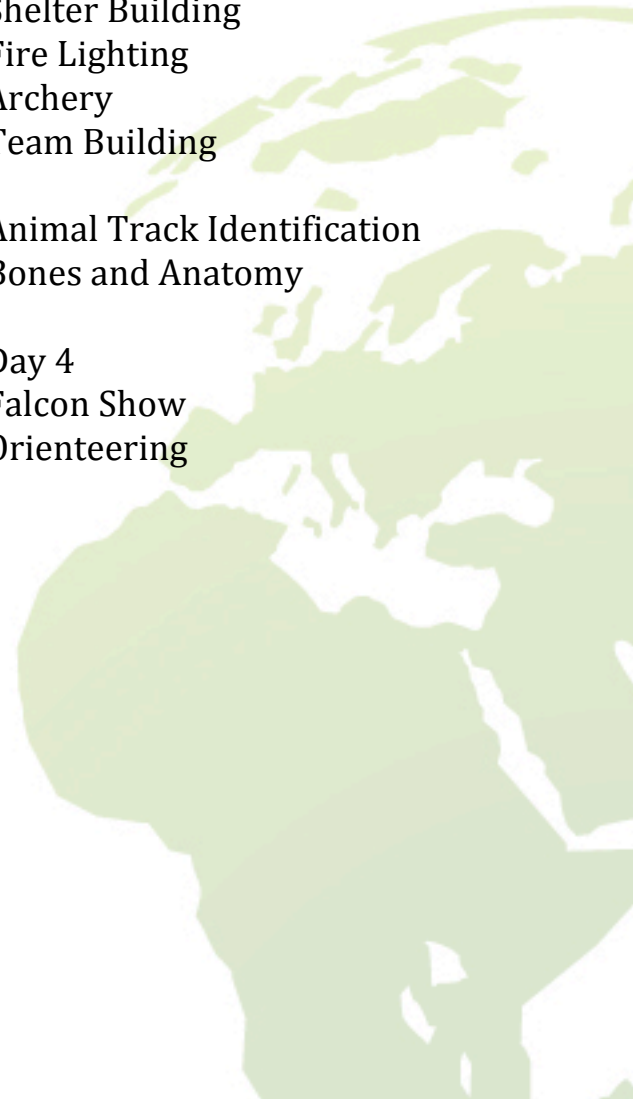 Shelter Building
Fire Lighting
Archery
Team Building
Animal Track Identification
Bones and Anatomy
Day 4
Falcon Show
Orienteering